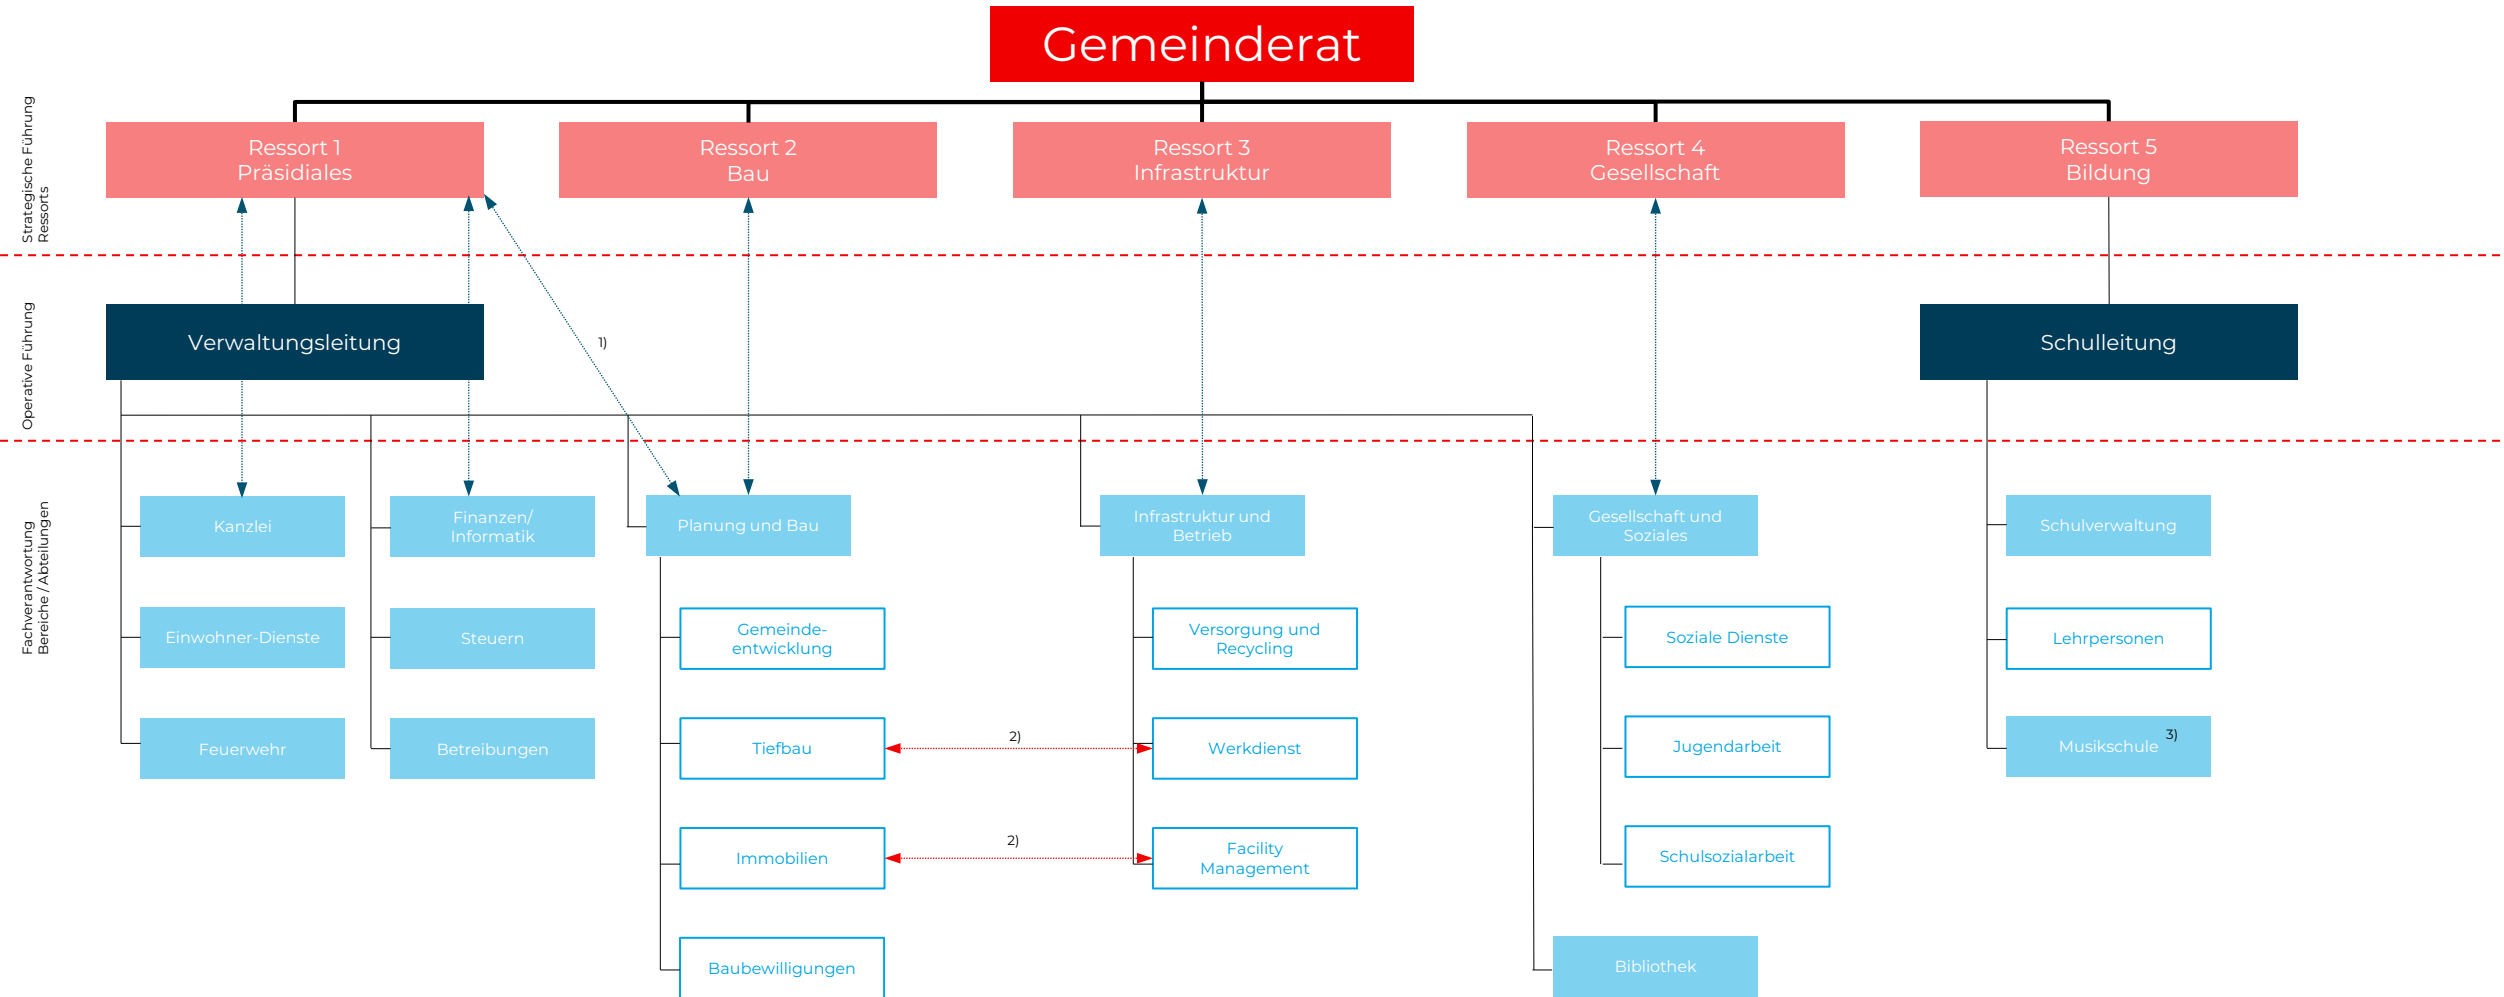 Gemeinderat
Strategische Führung
Ressorts
Ressort 1
Präsidiales
Ressort 2
Bau
Ressort 3
Infrastruktur
Ressort 4
Gesellschaft
Ressort 5
Bildung
Operative Führung
Verwaltungsleitung
1)
Schulleitung
Fachverantwortung
Bereiche / Abteilungen
Kanzlei
Finanzen/
Informatik
Planung und Bau
Infrastruktur und
Betrieb
Gesellschaft und
Soziales
Schulverwaltung
Einwohner-Dienste
Steuern
Gemeinde-
entwicklung
Versorgung und
Recycling
Soziale Dienste
Lehrpersonen
Feuerwehr
Betreibungen
Tiefbau
2)
Werkdienst
Jugendarbeit
Musikschule
3)
Immobilien
2)
Facility
Management
Schulsozialarbeit
Baubewilligungen
Bibliothek